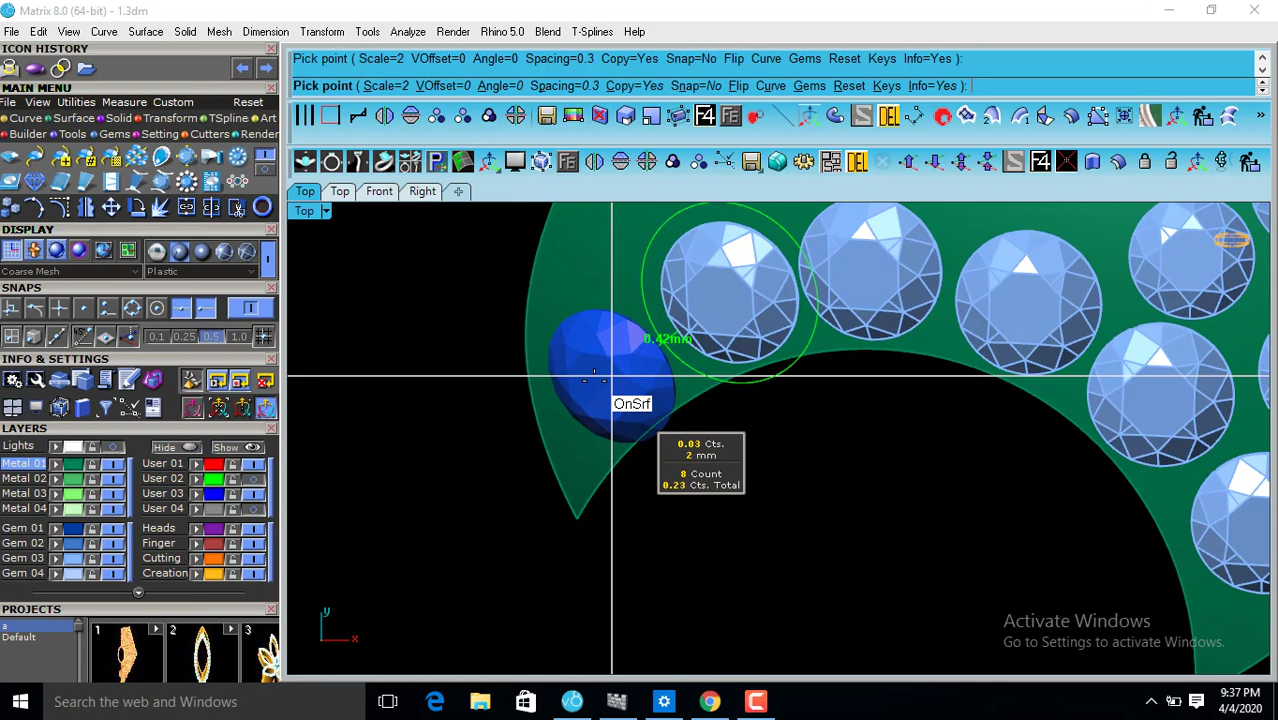 Matrix 8.0 (64-bit) - 1.3dm
File Edit View Curve Surface Solid Mesh Dimension Transform Tools Analyze Render Rhino 5.0 Blend T-Splines Help
ICON HISTORY
Pick point ( Scale=2 VOffset=0 Angle=0 Spacing=0.3 Copy=Yes Snap=No Flip Curve Gems Reset Keys Info=Yes ):
Pick point ( Scale=2 VOffset=0 Angle=0 Spacing=0.3 Copy=Yes Snap=No Flip Curve Gems Reset Keys Info=Yes ):
MAIN MENU
File View Utilities Measure Custom Reset
Curve Surface Solid Transform TSpline Art
Builder Tools Gems Setting Cutters Render
F4 FE
FE F4
DEL
Top Top Front Right
Top
DISPLAY
Coarse Mesh Plastic
SNAPS
0.1 0.25 0.5 1.0
INFO & SETTINGS
LAYERS
Lights Hide Show
Metal 01 User 01
Metal 02 User 02
Metal 03 User 03
Metal 04 User 04
Gem 01 Heads
Gem 02 Finger
Gem 03 Cutting
Gem 04 Creation
PROJECTS
a
Default
1 2 3
0.42mm
OnSrf
0.03 Cts.
2 mm
8 Count
0.23 Cts. Total
y
x
Activate Windows
Go to Settings to activate Windows.
Search the web and Windows
9:37 PM
4/4/2020